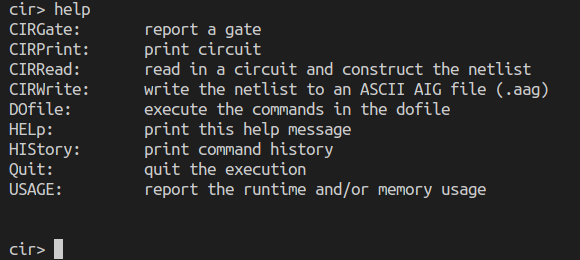 cir> help
CIRGate: report a gate
CIRPrint: print circuit
CIRRead: read in a circuit and construct the netlist
CIRWrite: write the netlist to an ASCII AIG file (.aag)
DOfile: execute the commands in the dofile
HELp: print this help message
HIStory: print command history
Quit: quit the execution
USAGE: report the runtime and/or memory usage
cir>